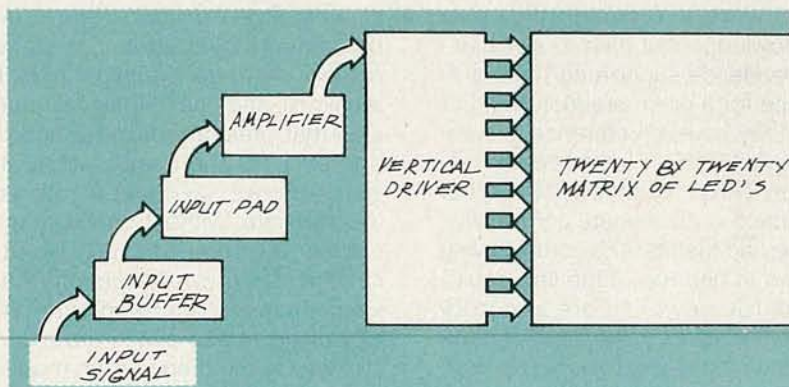 AMPLIFIER
INPUT PAD
INPUT
BUFFER
INPUT
SIGNAL
VERTICAL
DRIVER
TWENTY BY TWENTY
MATRIX OF LED'S